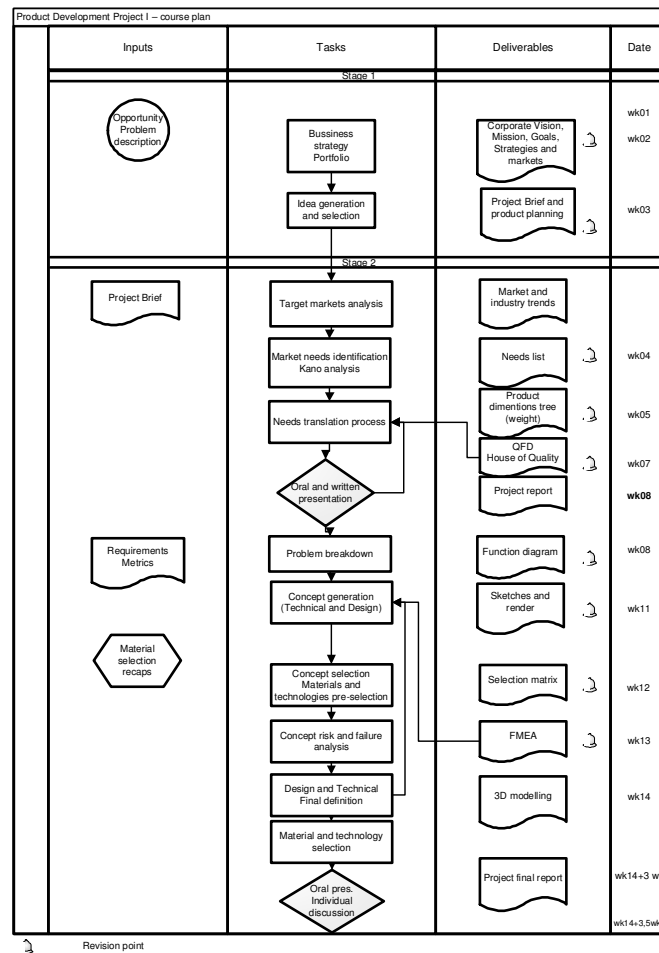 Product Development Project I – course plan
Inputs
Tasks
Deliverables
Date
Stage 1
Opportunity
Problem
description
Bussiness
strategy
Portfolio
Corporate Vision,
Mission, Goals,
Strategies and
markets
wk01
wk02
Idea generation
and selection
Project Brief and
product planning
wk03
Stage 2
Project Brief
Target markets analysis
Market and
industry trends
Market needs identification
Kano analysis
Needs list
wk04
Needs translation process
Product
dimentions tree
(weight)
wk05
QFD
House of Quality
wk07
Oral and written
presentation
Project report
wk08
Requirements
Metrics
Problem breakdown
Function diagram
wk08
Concept generation
(Technical and Design)
Sketches and
render
wk11
Material
selection
recaps
Concept selection
Materials and
technologies pre-selection
Selection matrix
wk12
Concept risk and failure
analysis
FMEA
wk13
Design and Technical
Final definition
3D modelling
wk14
Material and technology
selection
Oral pres.
Individual
discussion
Project final report
wk14+3 w
wk14+3,5wk
Revision point